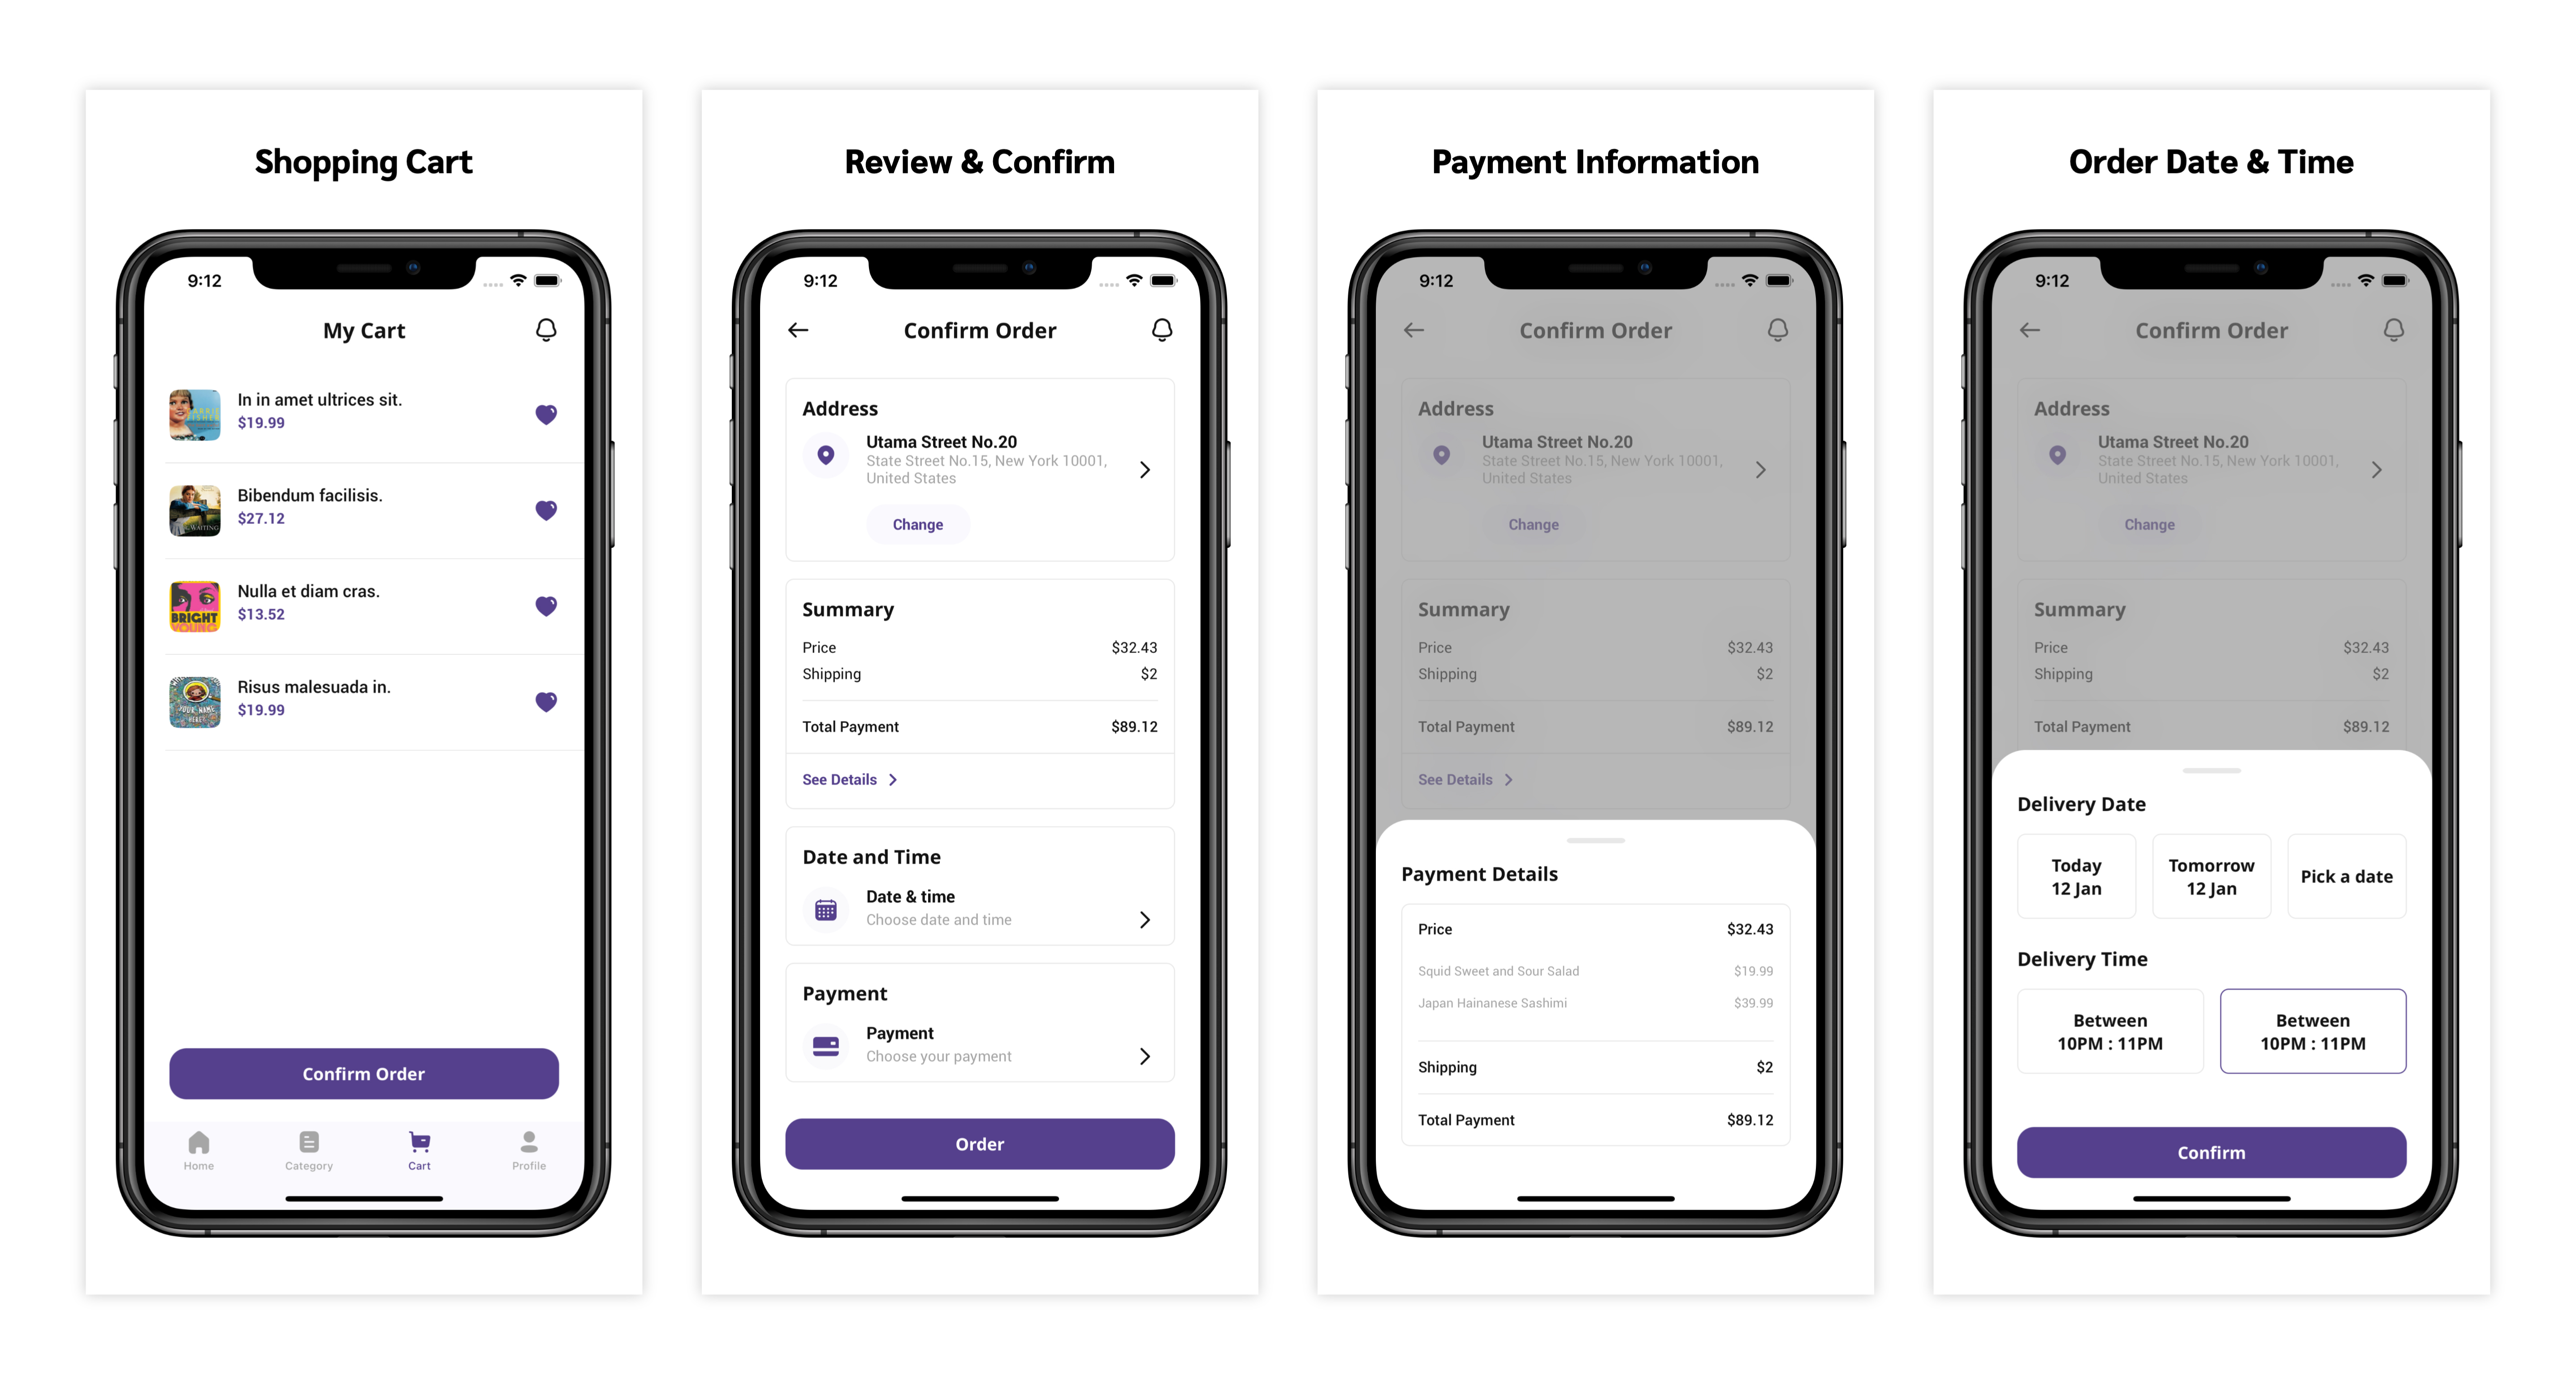 Shopping Cart
9:12
My Cart
In in amet ultrices sit.
$19.99
Bibendum facilisis.
$27.12
WAITING
Nulla et diam cras.
$13.52
BRIGHT
YOUNG
Risus malesuada in.
$19.99
YOUR NAME
HERE!
Confirm Order
Home
Category
Cart
Profile
Review & Confirm
9:12
Confirm Order
Address
Utama Street No.20
State Street No.15, New York 10001,
United States
Change
Summary
Price $32.43
Shipping $2
Total Payment $89.12
See Details
Date and Time
Date & time
Choose date and time
Payment
Payment
Choose your payment
Order
Payment Information
9:12
Confirm Order
Address
Utama Street No.20
State Street No.15, New York 10001,
United States
Change
Summary
Price $32.43
Shipping $2
Total Payment $89.12
See Details
Payment Details
Price $32.43
Squid Sweet and Sour Salad $19.99
Japan Hainanese Sashimi $39.99
Shipping $2
Total Payment $89.12
Order Date & Time
9:12
Confirm Order
Address
Utama Street No.20
State Street No.15, New York 10001,
United States
Change
Summary
Price $32.43
Shipping $2
Total Payment $89.12
Delivery Date
Today
12 Jan
Tomorrow
12 Jan
Pick a date
Delivery Time
Between
10PM : 11PM
Between
10PM : 11PM
Confirm